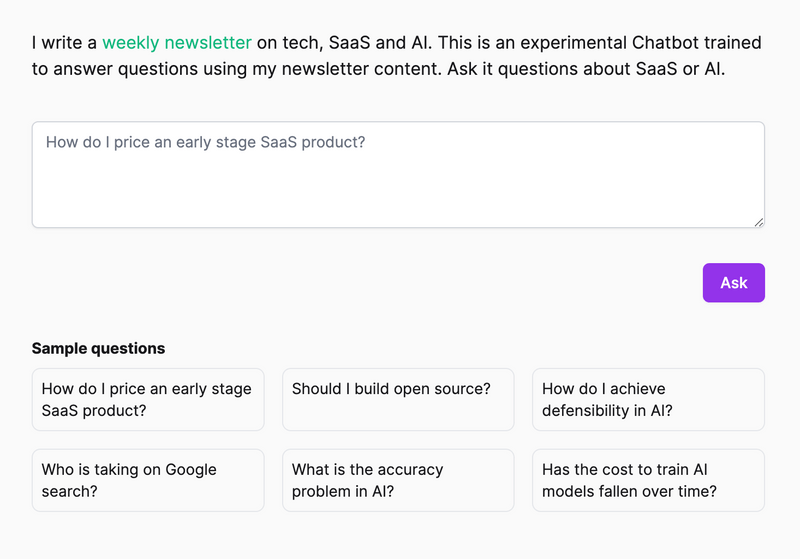 I write a weekly newsletter on tech, SaaS and AI. This is an experimental Chatbot trained
to answer questions using my newsletter content. Ask it questions about SaaS or AI.
How do I price an early stage SaaS product?
Ask
Sample questions
How do I price an early stage
SaaS product?
Should I build open source?
How do I achieve
defensibility in AI?
Who is taking on Google
search?
What is the accuracy
problem in AI?
Has the cost to train AI
models fallen over time?